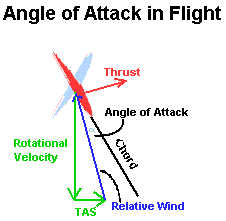 Angle of Attack in Flight
Thrust
Angle of Attack
Rotational
Velocity
Chord
TAS
Relative Wind